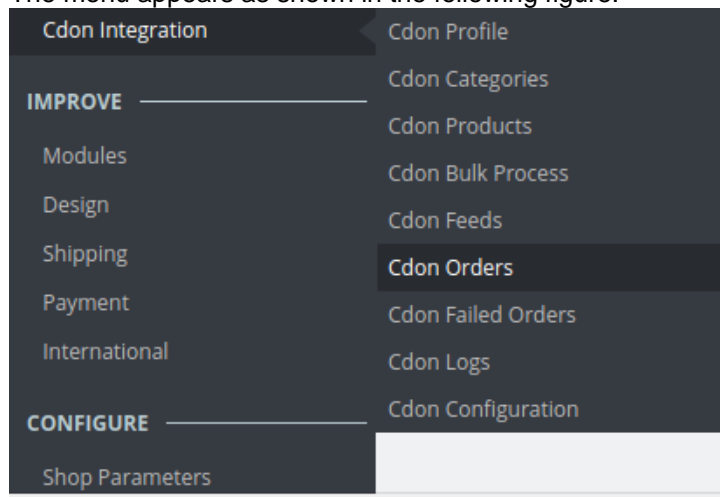 The menu appears as shown in the following figure:
Cdon Integration
IMPROVE
Modules
Design
Shipping
Payment
International
CONFIGURE
Shop Parameters
Cdon Profile
Cdon Categories
Cdon Products
Cdon Bulk Process
Cdon Feeds
Cdon Orders
Cdon Failed Orders
Cdon Logs
Cdon Configuration